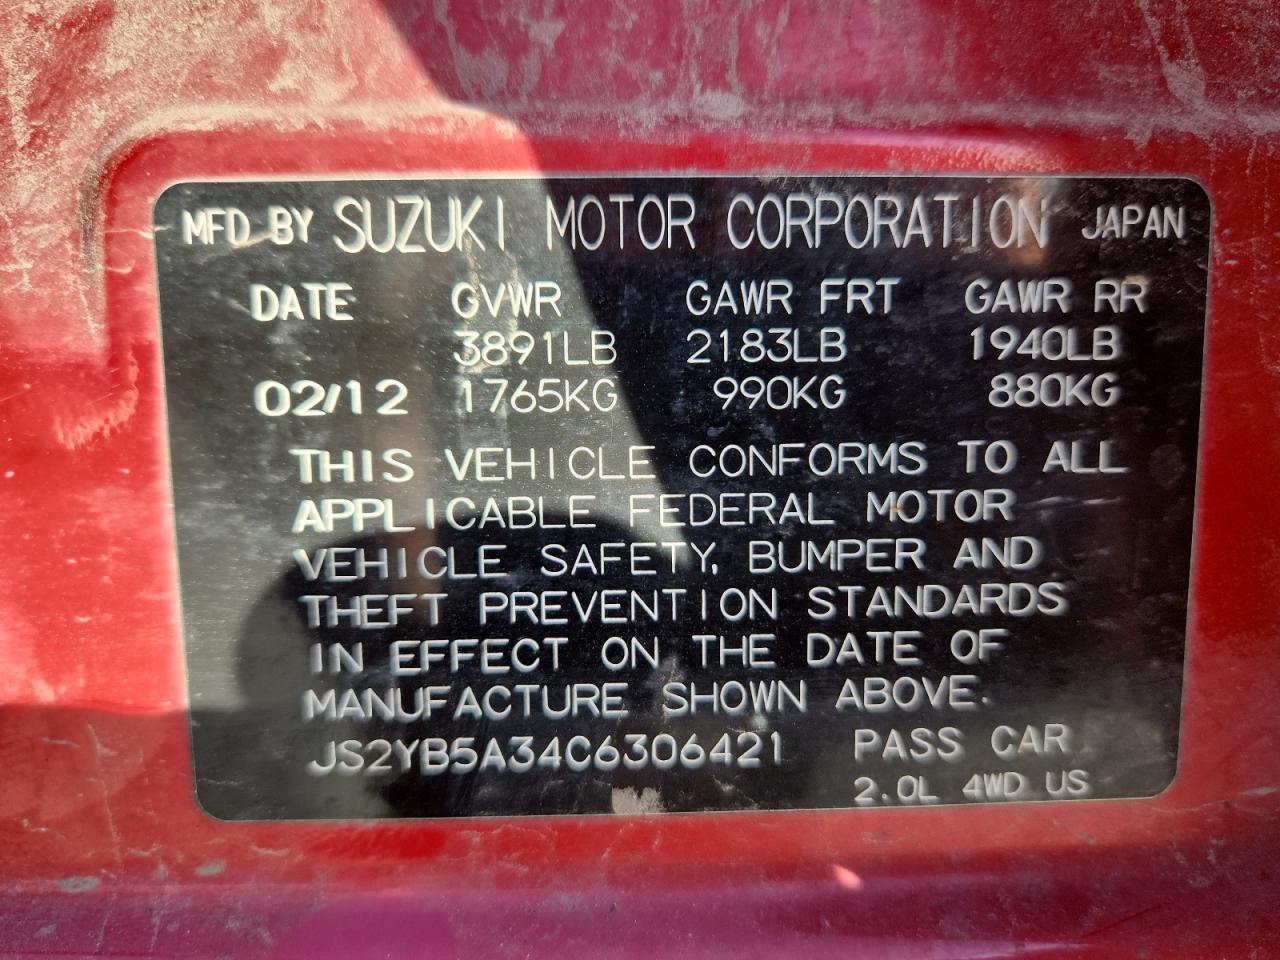 MFD BY SUZUKI MOTOR CORPORATION JAPAN
DATE GVWR GAWR FRT GAWR RR
3891LB 2183LB 1940LB
02/12 1765KG 990KG 880KG
THIS VEHICLE CONFORMS TO ALL
APPLICABLE FEDERAL MOTOR
VEHICLE SAFETY, BUMPER AND
THEFT PREVENTION STANDARDS
IN EFFECT ON THE DATE OF
MANUFACTURE SHOWN ABOVE.
JS2YB5A34C6306421 PASS CAR
2.0L 4WD US